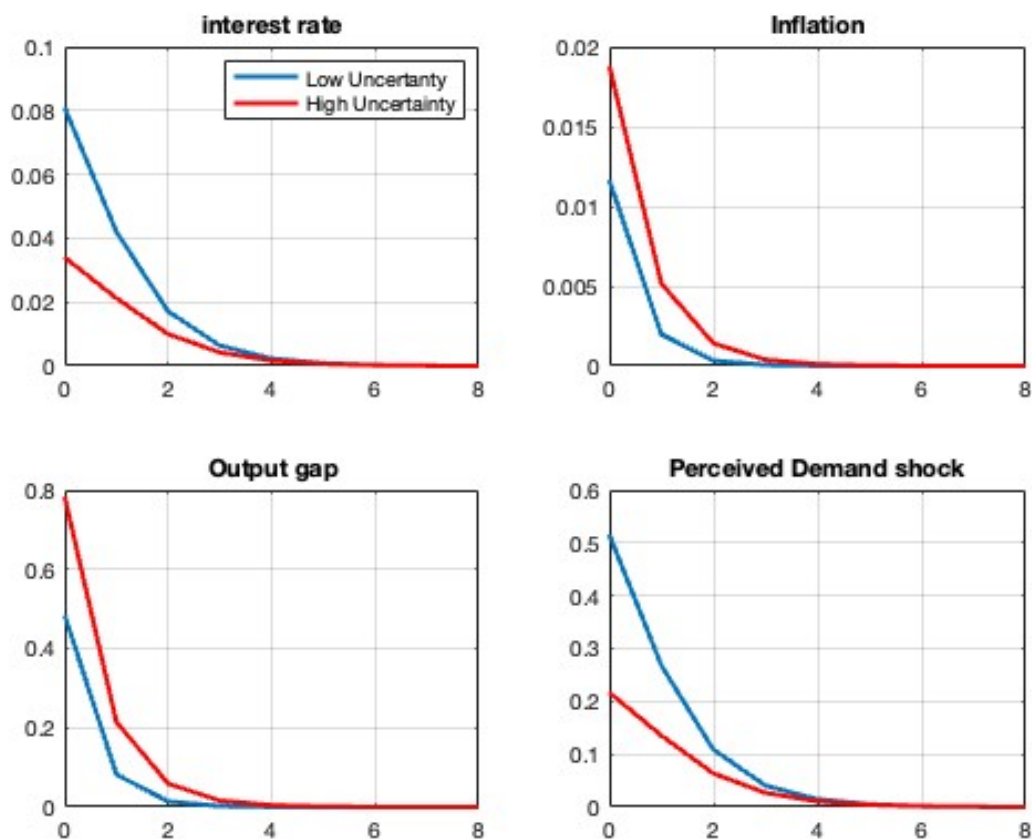 interest rate
0.1
0.08
0.06
0.04
0.02
0
0 2 4 6 8
Low Uncertanty
High Uncertainty
Inflation
0.02
0.015
0.01
0.005
0
0 2 4 6 8
Output gap
0.8
0.6
0.4
0.2
0
0 2 4 6 8
Perceived Demand shock
0.6
0.5
0.4
0.3
0.2
0.1
0
0 2 4 6 8